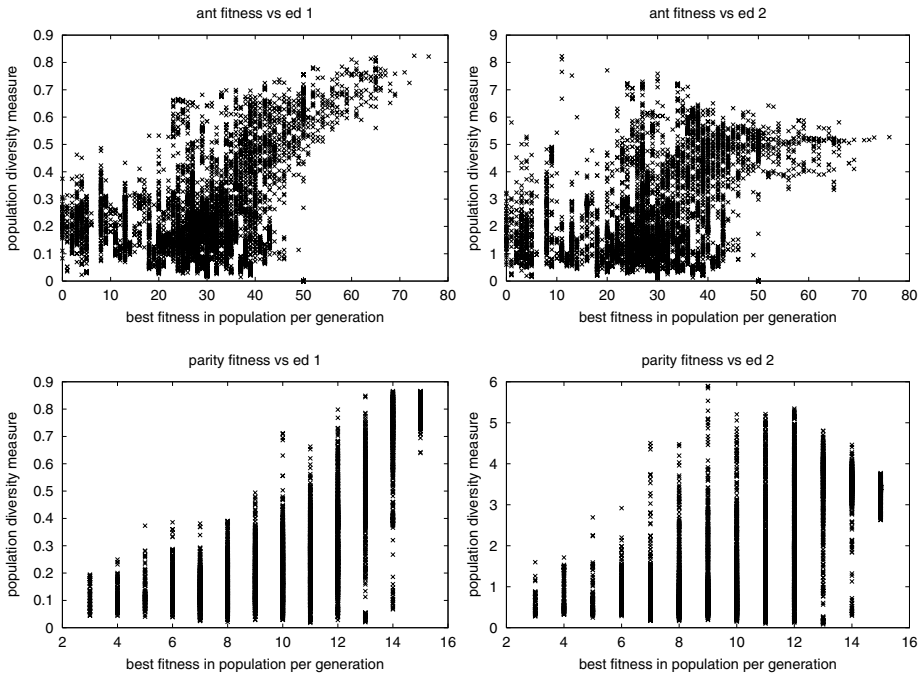 ant fitness vs ed 1
population diversity measure
0.9
0.8
0.7
0.6
0.5
0.4
0.3
0.2
0.1
0
0 10 20 30 40 50 60 70 80
best fitness in population per generation
ant fitness vs ed 2
population diversity measure
9
8
7
6
5
4
3
2
1
0
0 10 20 30 40 50 60 70 80
best fitness in population per generation
parity fitness vs ed 1
population diversity measure
0.9
0.8
0.7
0.6
0.5
0.4
0.3
0.2
0.1
0
2 4 6 8 10 12 14 16
best fitness in population per generation
parity fitness vs ed 2
population diversity measure
6
5
4
3
2
1
0
2 4 6 8 10 12 14 16
best fitness in population per generation